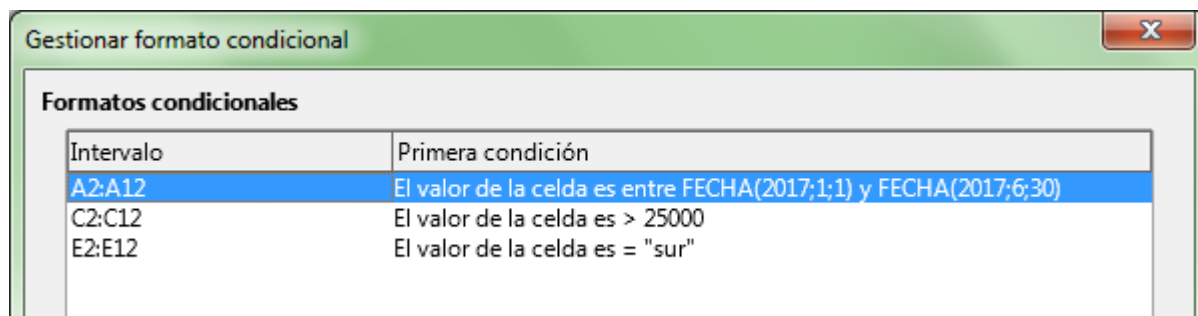 Gestionar formato condicional
Formatos condicionales
Intervalo Primera condición
A2:A12 El valor de la celda es entre FECHA(2017;1;1) y FECHA(2017;6;30)
C2:C12 El valor de la celda es > 25000
E2:E12 El valor de la celda es = "sur"